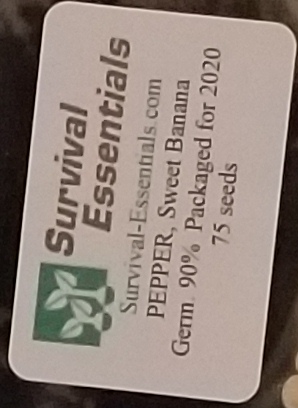 Survival
Essentials
Survival-Essentials.com
PEPPER, Sweet Banana
Germ. 90% Packaged for 2020
75 seeds